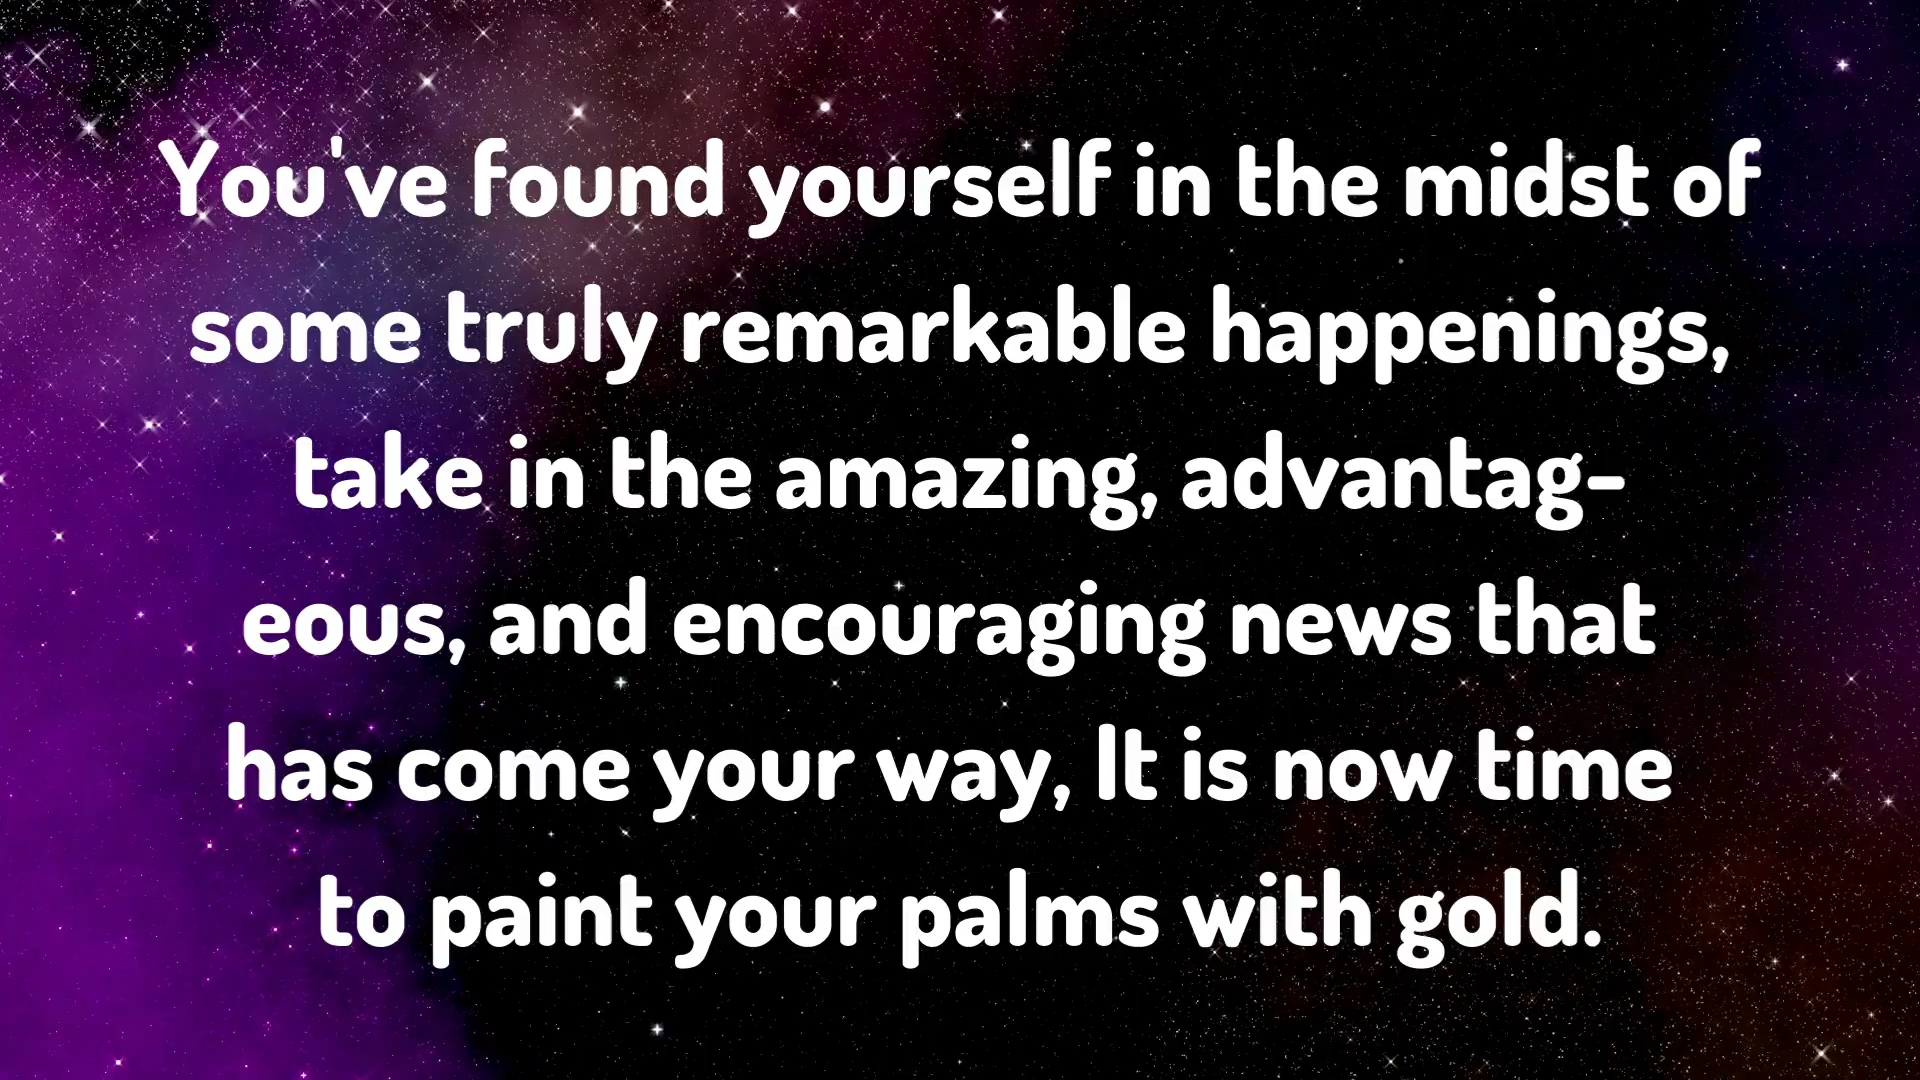 You've found yourself in the midst of
some truly remarkable happenings,
take in the amazing, advantag-
eous, and encouraging news that
has come your way, It is now time
to paint your palms with gold.